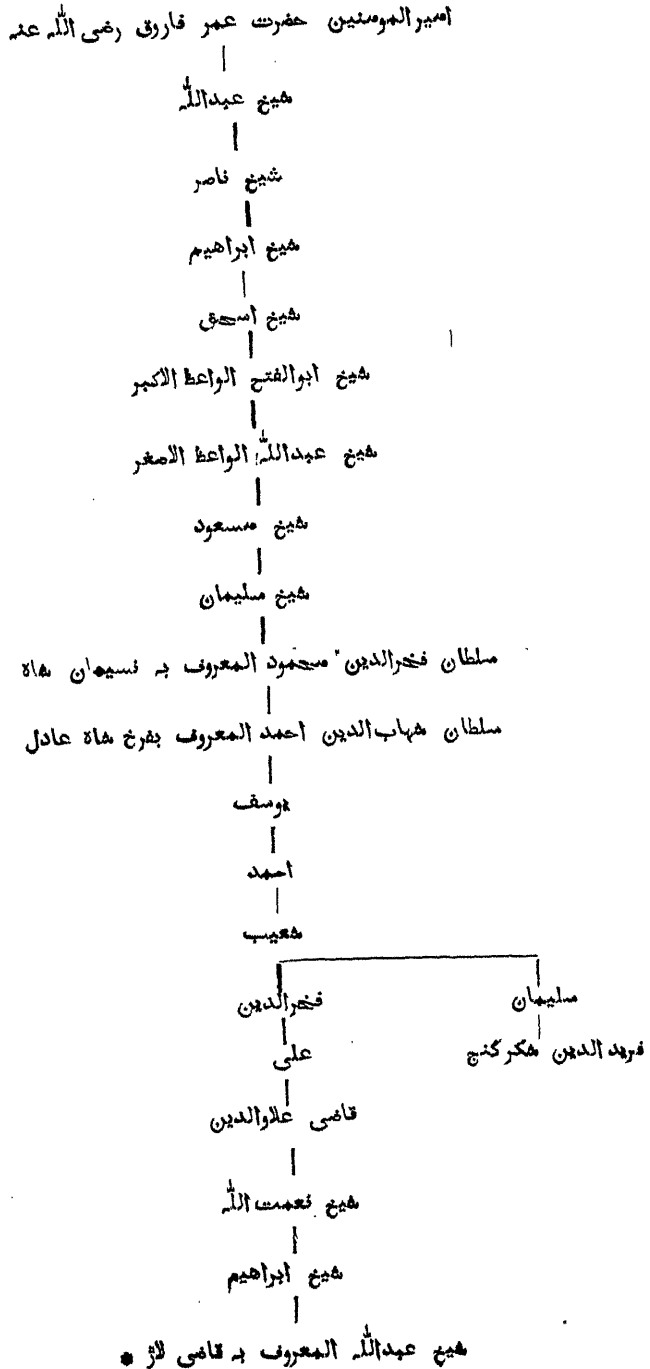 امیرالمومنین حضرت عمر فاروق رضی اللہ عنہ
شیخ عبداللہ
شیخ ناصر
شیخ ابراهیم
شیخ اسحق
شیخ ابوالفتح الواعظ الاکبر
شیخ عبداللہ الواعظ الاصغر
شیخ مسعود
شیخ سلیمان
سلطان فخرالدین محمود المعروف بہ نسیمان شاہ
سلطان شہاب الدین احمد المعروف بفرخ شاہ عادل
یوسف
احمد
شعیب
فخرالدین
سلیمان
علی
فریدالدین شکر گنج
قاضی علاوالدین
شیخ نعمت اللہ
شیخ ابراهیم
شیخ عبداللہ المعروف بہ قاضی لاڑ *